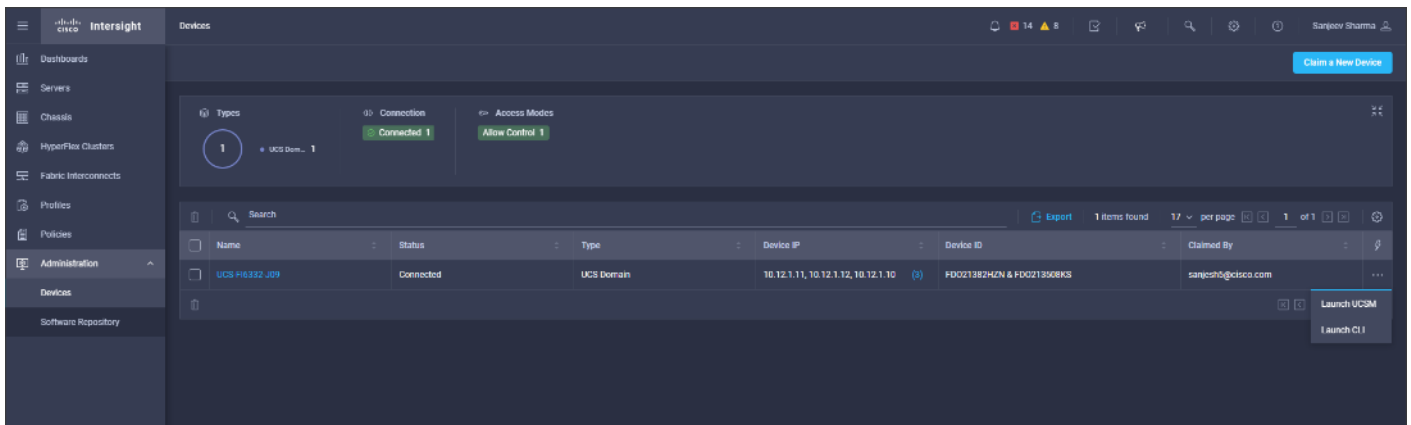 cisco Intersight
Devices
14 8
Sanjeev Sharma
Dashboards
Servers
Chassis
HyperFlex Clusters
Fabric Interconnects
Profiles
Policies
Administration
Devices
Software Repository
Claim a New Device
Types
1
UCS Dom... 1
Connection
Connected 1
Access Modes
Allow Control 1
Search
Export 1 items found 17 per page 1 of 1
Name Status Type Device IP Device ID Claimed By
UCS-FI6332-J09 Connected UCS Domain 10.12.1.11, 10.12.1.12, 10.12.1.10 (3) FDO21382HZN & FDO213508KS sanjesh5@cisco.com ...
Launch UCSM
Launch CLI